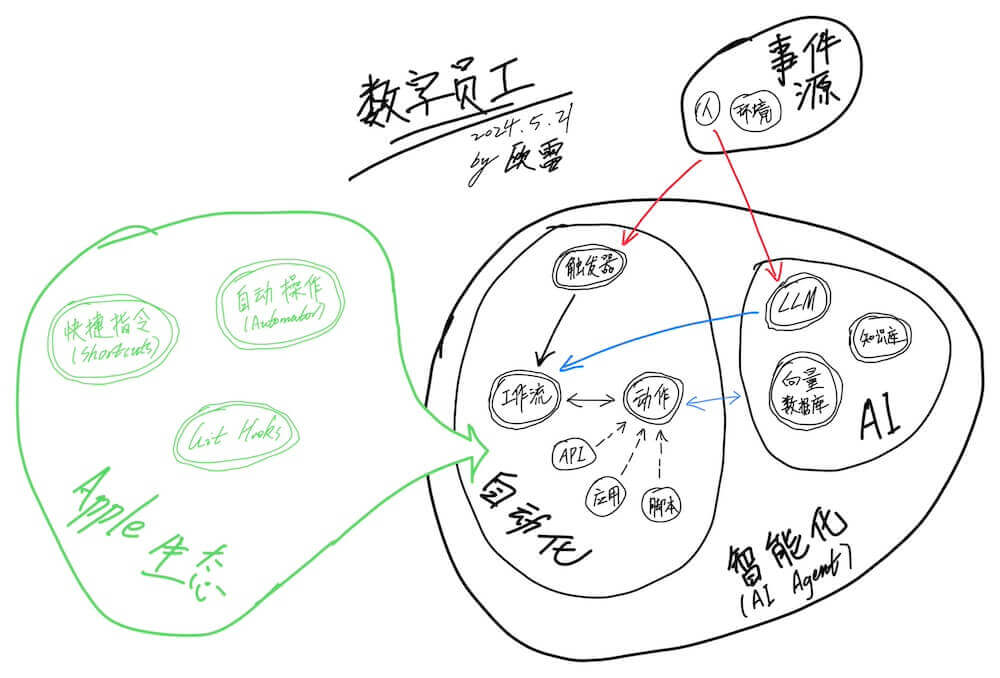 数字员工
2024.5.21
by 欧雷
事件
源
人
环境
触发器
LLM
知识库
向量
数据库
AI
工作流
动作
API
应用
脚本
自动化
智能化
(AI Agent)
快捷指令
(Shortcuts)
自动操作
(Automator)
Git Hooks
Apple 生态